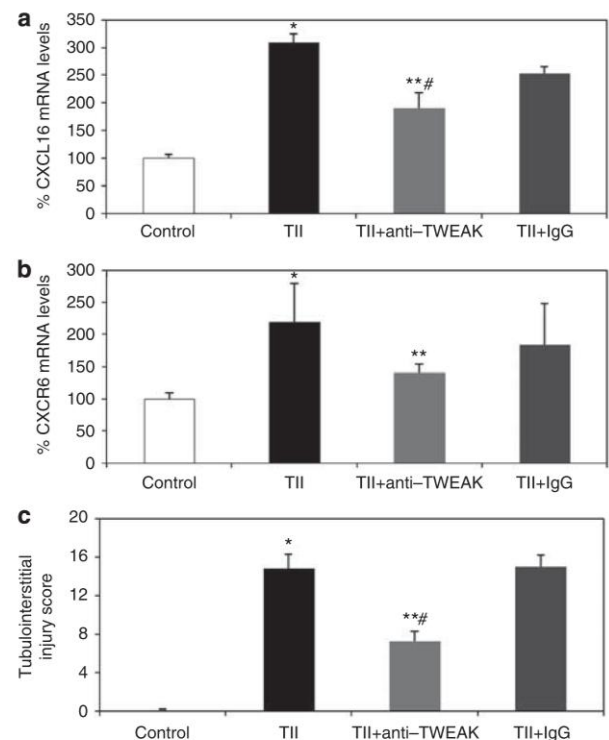 a
% CXCL16 mRNA levels
350
300
250
200
150
100
50
0
*
**#
Control TII TII+anti–TWEAK TII+IgG
b
% CXCR6 mRNA levels
300
250
200
150
100
50
0
*
**
Control TII TII+anti–TWEAK TII+IgG
c
Tubulointerstitial
injury score
20
16
12
8
4
0
*
**#
Control TII TII+anti–TWEAK TII+IgG